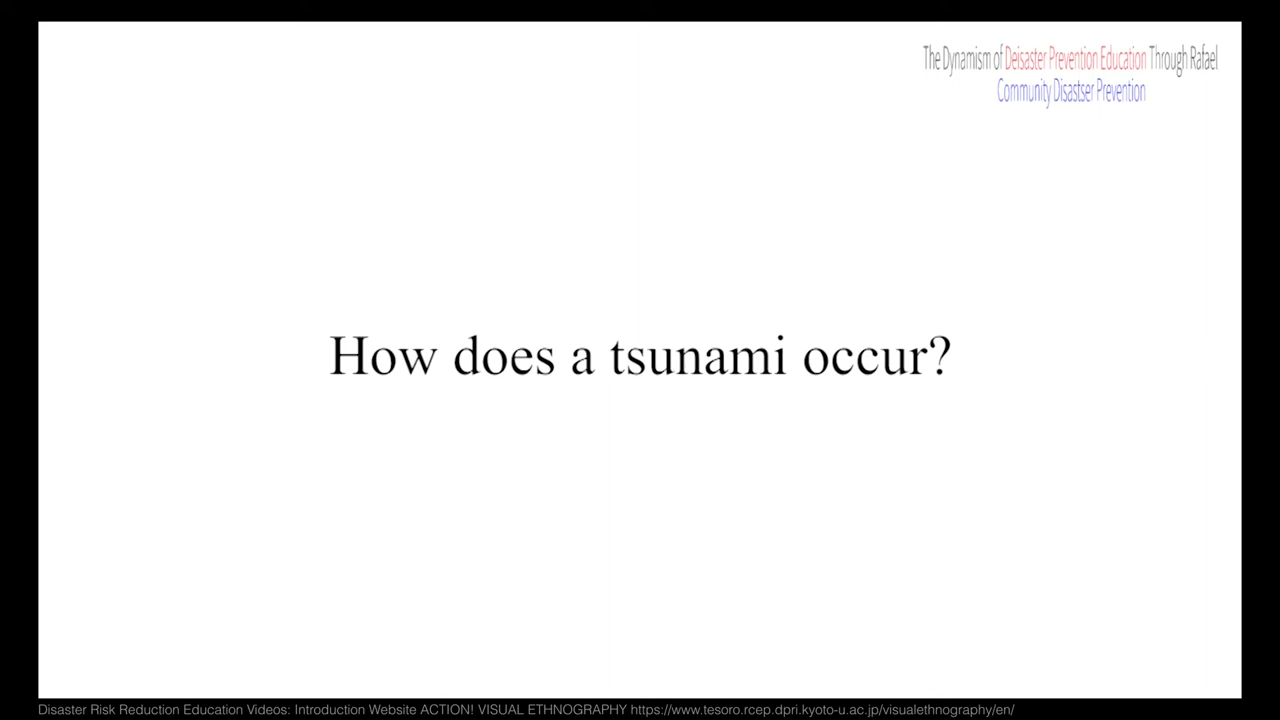 The Dynamism of Deisaster Prevention Education Through Rafael
Community Disastser Prevention
How does a tsunami occur?
Disaster Risk Reduction Education Videos: Introduction Website ACTION! VISUAL ETHNOGRAPHY https://www.tesoro.rcep.dpri.kyoto-u.ac.jp/visualethnography/en/